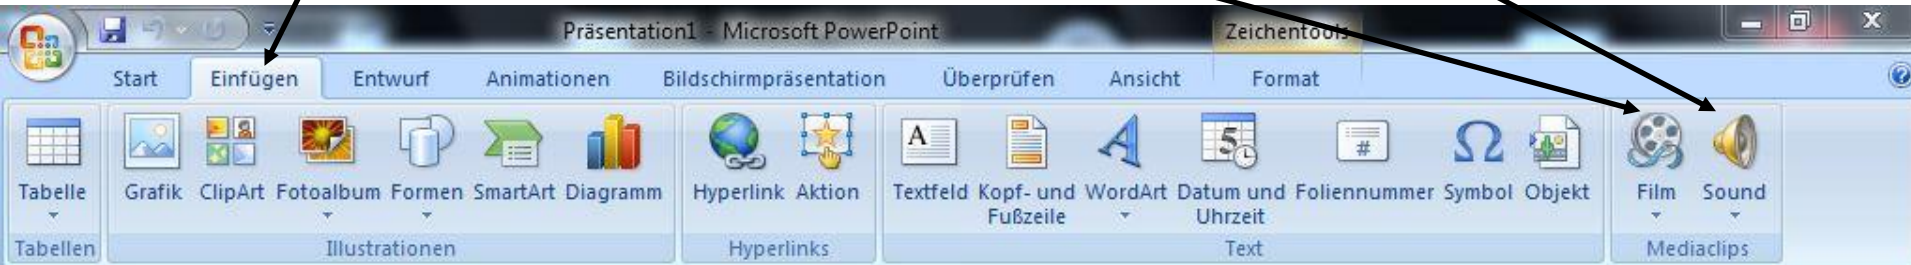 Präsentation1 - Microsoft PowerPoint
Zeichentools
Start Einfügen Entwurf Animationen Bildschirmpräsentation Überprüfen Ansicht Format
Tabelle Grafik ClipArt Fotoalbum Formen SmartArt Diagramm Hyperlink Aktion Textfeld Kopf- und Fußzeile WordArt Datum und Uhrzeit Foliennummer Symbol Objekt Film Sound
Tabellen Illustrationen Hyperlinks Text Mediaclips